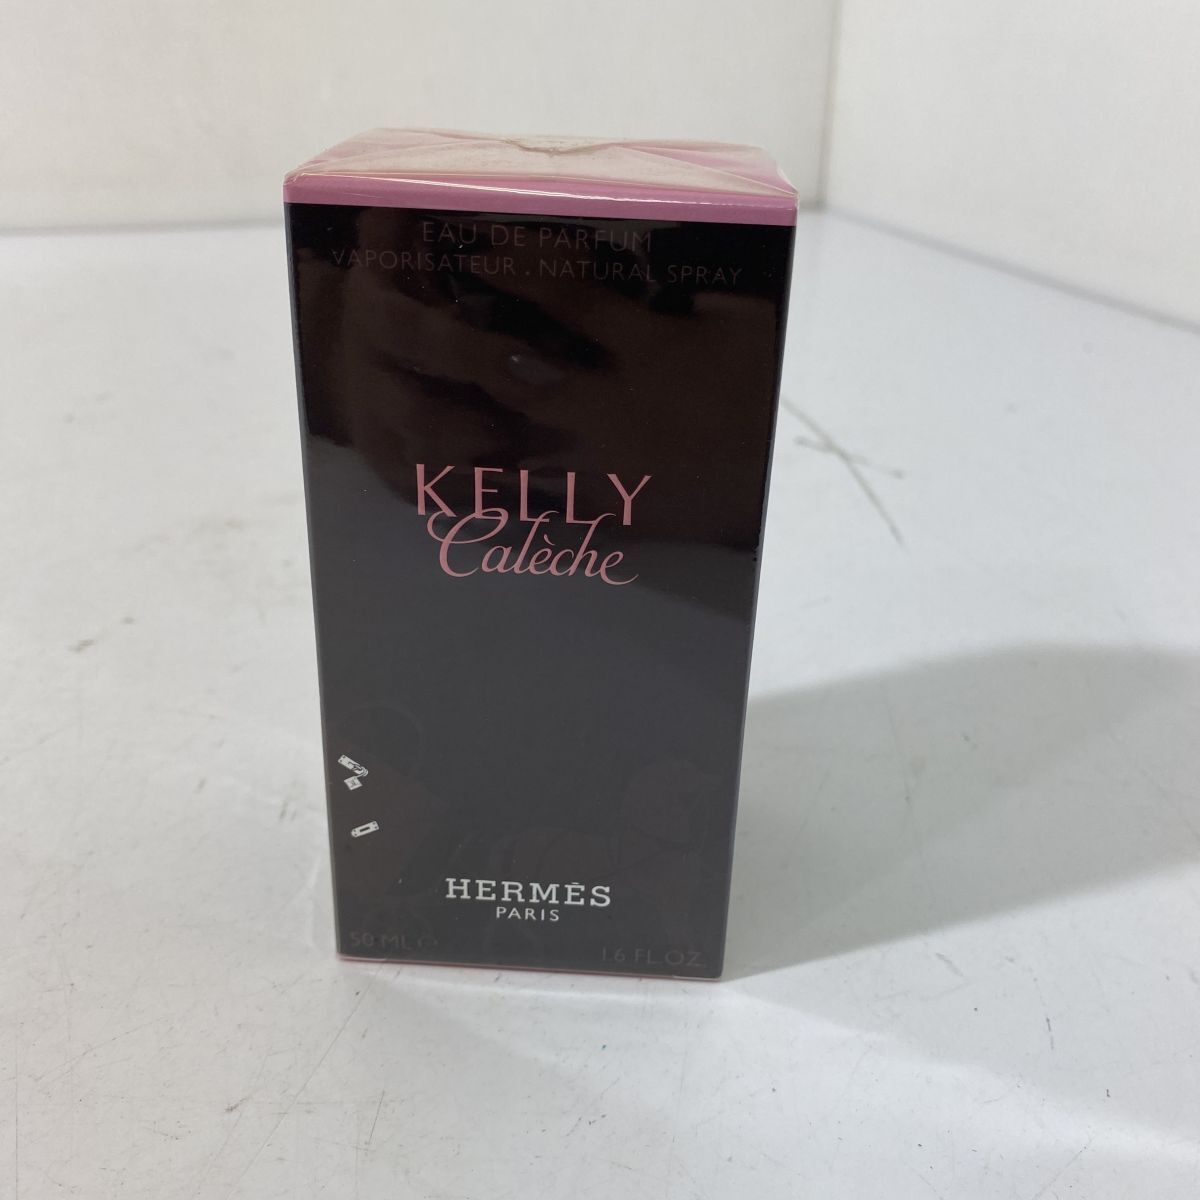 EAU DE PARFUM
VAPORISATEUR . NATURAL SPRAY
KELLY
Calèche
HERMÈS
PARIS
50 ML ℮
1.6 FL.OZ